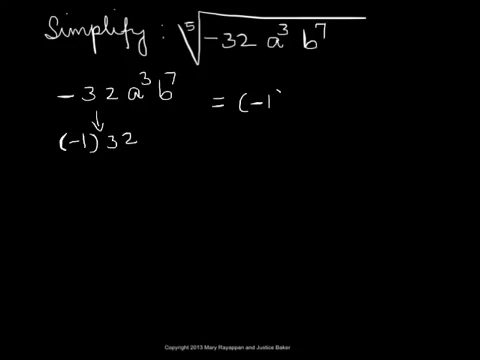 Simplify : ⁵√(-32 a³ b⁷)
-32 a³ b⁷ = (-1)
↓
(-1) 32
Copyright 2013 Mary Rayappan and Justice Baker